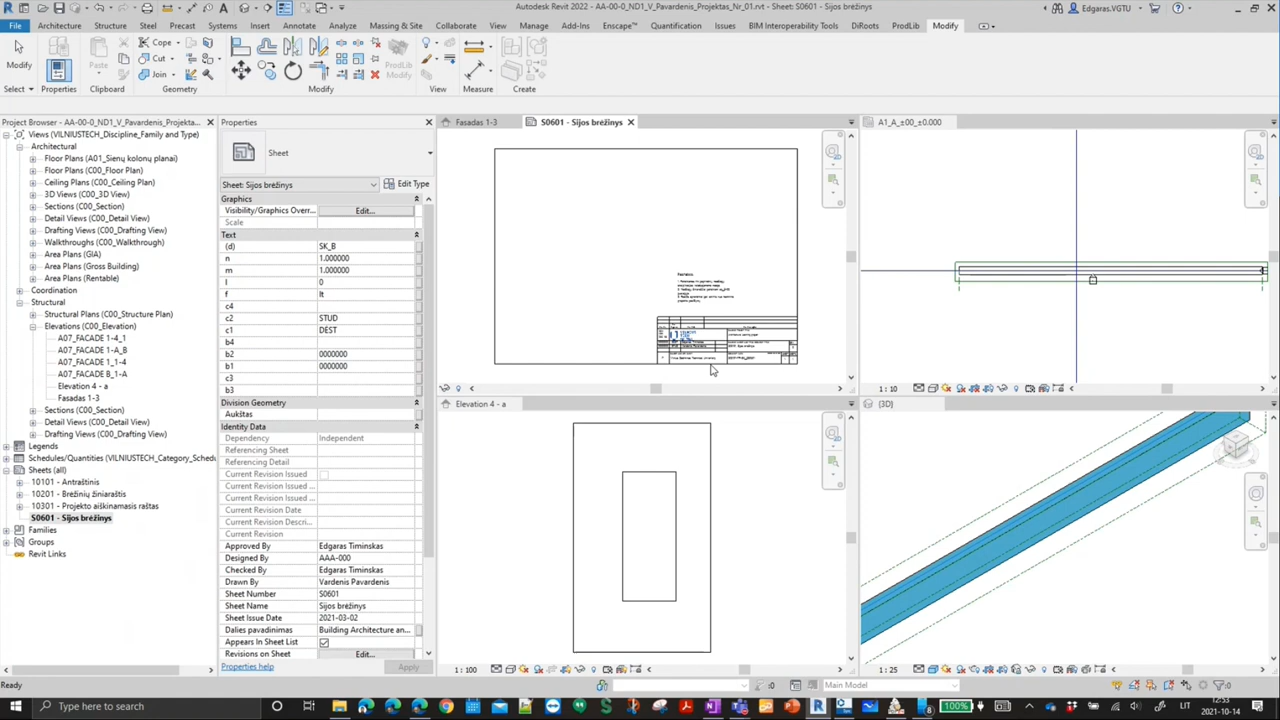 Autodesk Revit 2022 - AA-00-0_ND1_V_Pavardenis_Projektas_Nr_01.rvt - Sheet: S0601 - Sijos brėžinys
Edgaras.VGTU
File Architecture Structure Steel Precast Systems Insert Annotate Analyze Massing & Site Collaborate View Manage Add-Ins Enscape™ Quantification Issues BIM Interoperability Tools DiRoots ProdLib Modify
Modify
Properties
Paste
Cope
Cut
Join
ProdLib Modify
Select
Properties
Clipboard
Geometry
Modify
View
Measure
Create
Project Browser - AA-00-0_ND1_V_Pavardenis_Projekta...
Views (VILNIUSTECH_Discipline_Family and Type)
Architectural
Floor Plans (A01_Sienų kolonų planai)
Floor Plans (C00_Floor Plan)
Ceiling Plans (C00_Ceiling Plan)
3D Views (C00_3D View)
Sections (C00_Section)
Detail Views (C00_Detail View)
Drafting Views (C00_Drafting View)
Walkthroughs (C00_Walkthrough)
Area Plans (GIA)
Area Plans (Gross Building)
Area Plans (Rentable)
Coordination
Structural
Structural Plans (C00_Structure Plan)
Elevations (C00_Elevation)
A07_FACADE 1-4_1
A07_FACADE 1-A_B
A07_FACADE 1_1-4
A07_FACADE B_1-A
Elevation 4 - a
Fasadas 1-3
Sections (C00_Section)
Detail Views (C00_Detail View)
Drafting Views (C00_Drafting View)
Legends
Schedules/Quantities (VILNIUSTECH_Category_Schedu
Sheets (all)
10101 - Antraštinis
10201 - Brėžinių žiniaraštis
10301 - Projekto aiškinamasis raštas
S0601 - Sijos brėžinys
Families
Groups
Revit Links
Properties
Sheet
Sheet: Sijos brėžinys
Edit Type
Graphics
Visibility/Graphics Overr... Edit...
Scale
Text
(d) SK_B
n 1.000000
m 1.000000
l 0
f lt
c4
c2 STUD
c1 DĖST
b4
b2 0000000
b1 0000000
c3
b3
Division Geometry
Aukštas
Identity Data
Dependency Independent
Referencing Sheet
Referencing Detail
Current Revision Issued
Current Revision Issued ...
Current Revision Issued ...
Current Revision Date
Current Revision Descri...
Current Revision
Approved By Edgaras Timinskas
Designed By AAA-000
Checked By Edgaras Timinskas
Drawn By Vardenis Pavardenis
Sheet Number S0601
Sheet Name Sijos brėžinys
Sheet Issue Date 2021-03-02
Dalies pavadinimas Building Architecture an...
Appears In Sheet List
Revisions on Sheet Edit...
Properties help
Apply
Fasadas 1-3
S0601 - Sijos brėžinys
A1_A_±00_±0.000
1 : 10
Elevation 4 - a
1 : 100
{3D}
1 : 25
Ready
:0
Main Model
:0
Type here to search
100%
LIT
12:53
2021-10-14